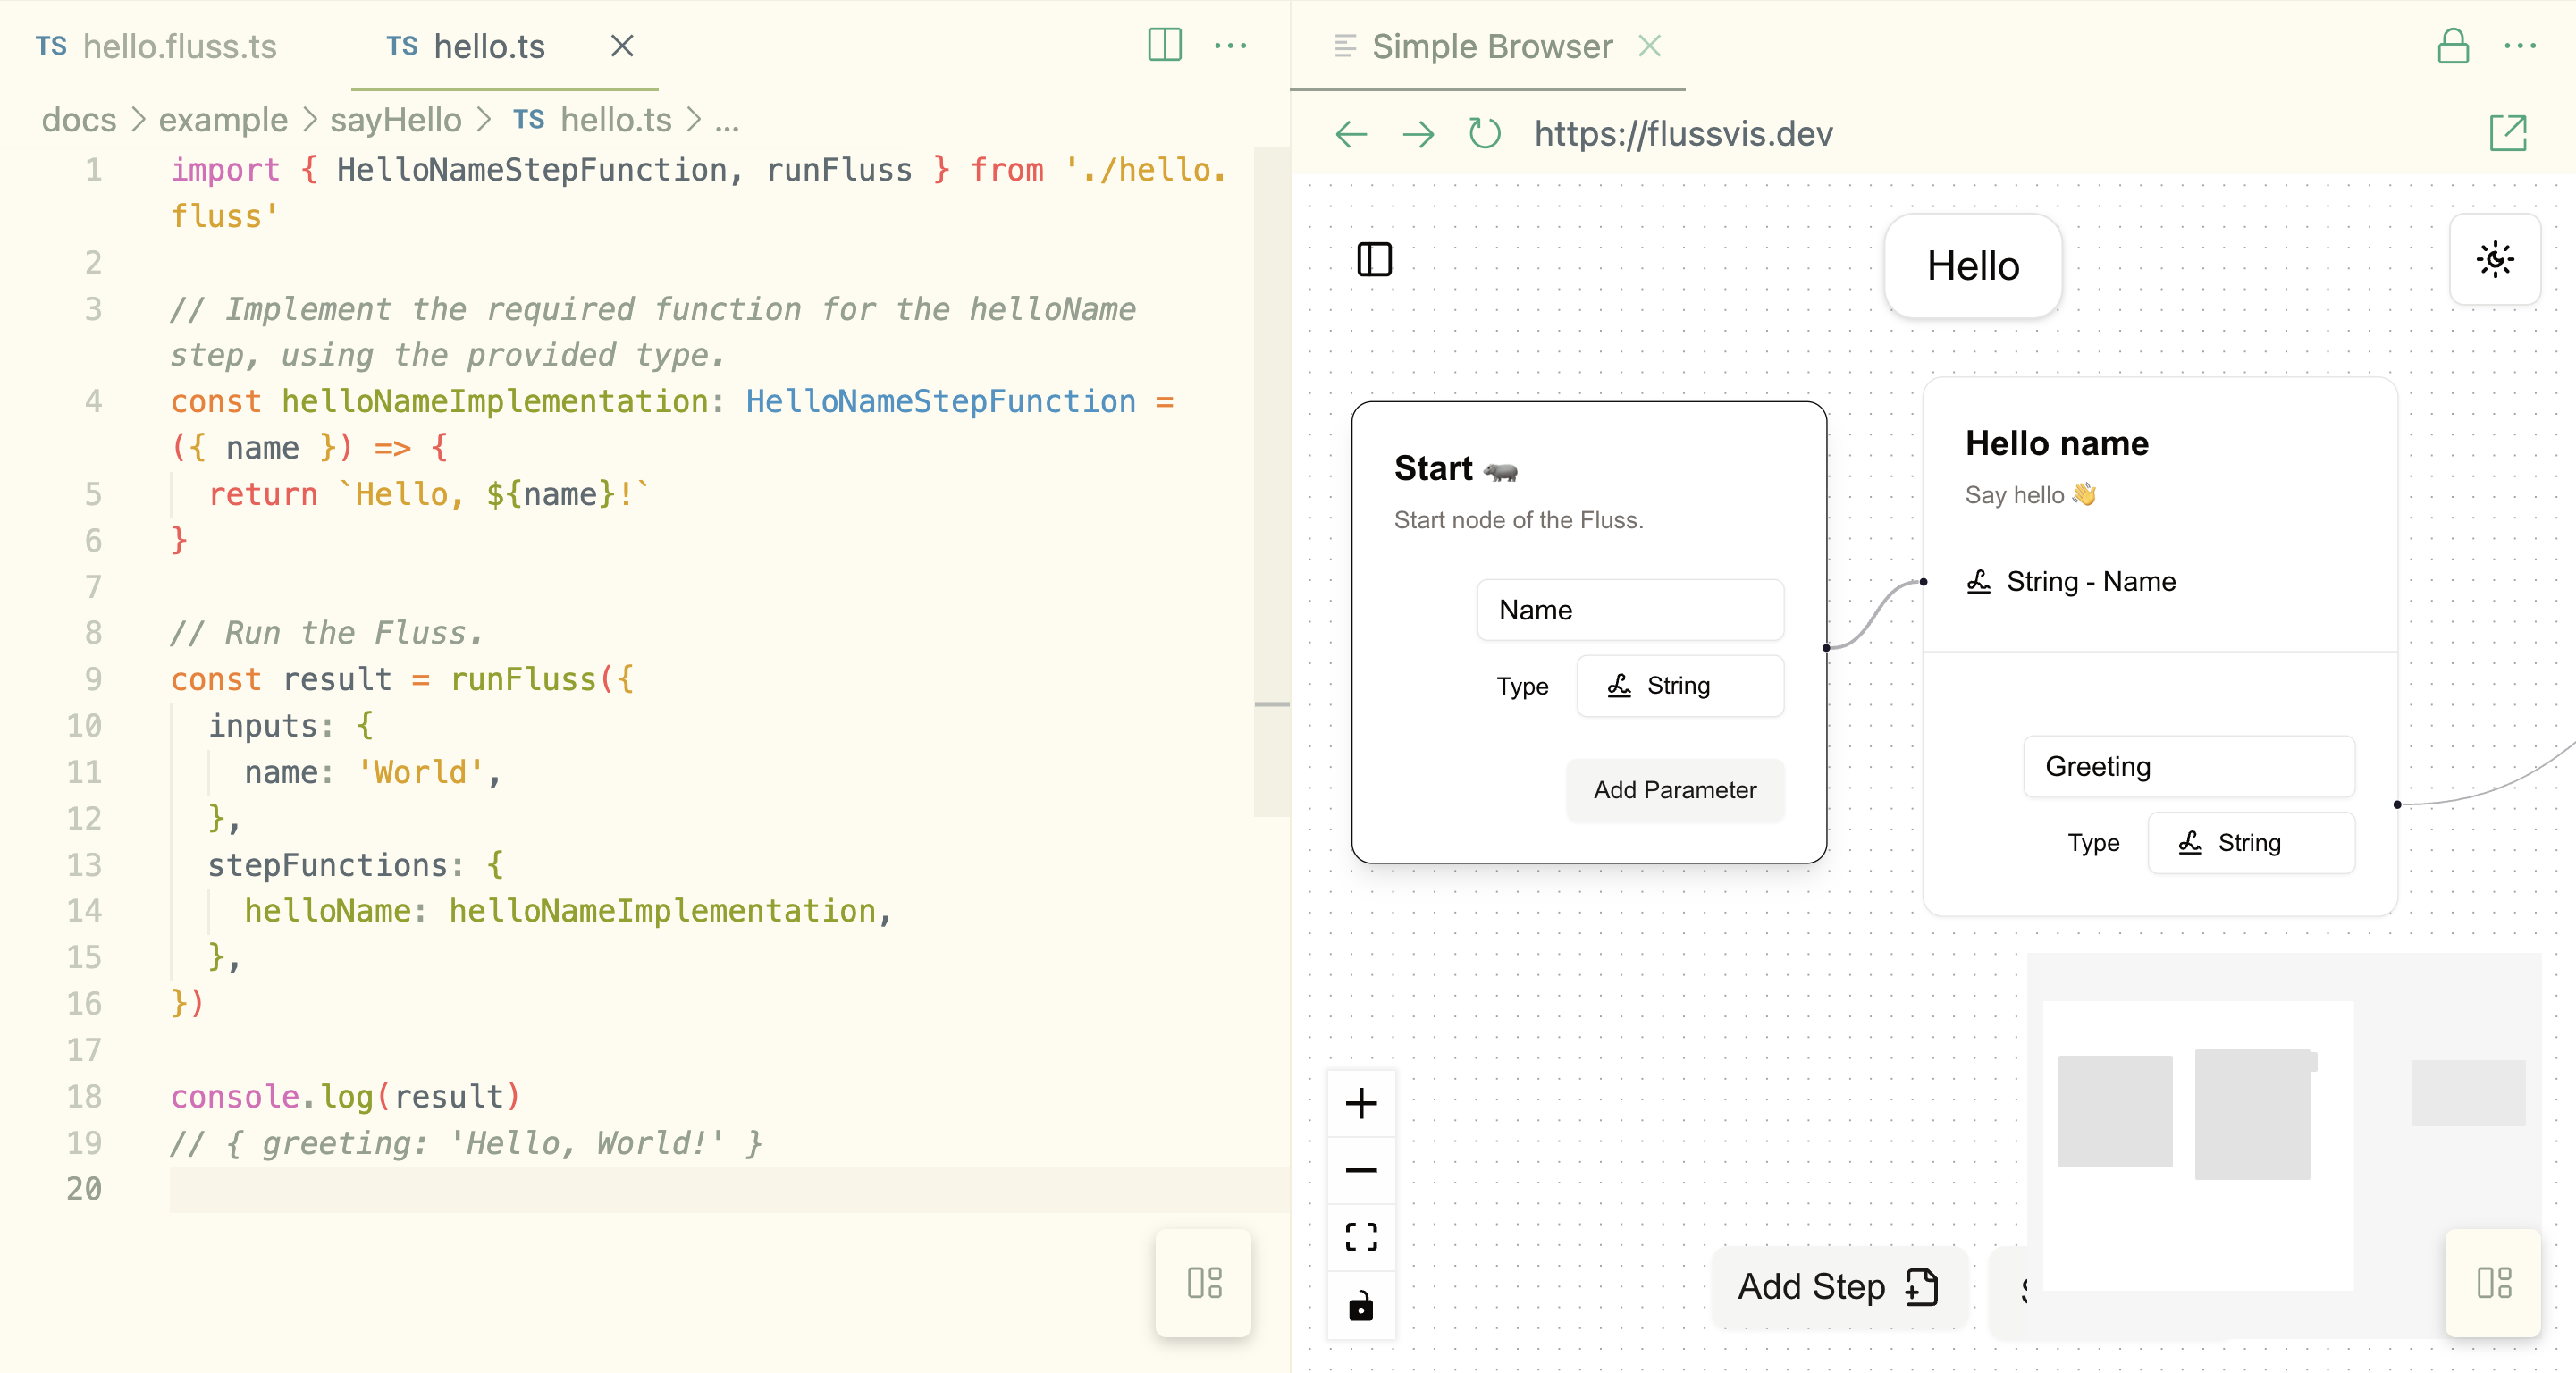 TS hello.fluss.ts
TS hello.ts
docs > example > sayHello > TS hello.ts > ...
1 import { HelloNameStepFunction, runFluss } from './hello.
fluss'
2
3 // Implement the required function for the helloName
step, using the provided type.
4 const helloNameImplementation: HelloNameStepFunction =
({ name }) => {
5 return `Hello, ${name}!`
6 }
7
8 // Run the Fluss.
9 const result = runFluss({
10 inputs: {
11 name: 'World',
12 },
13 stepFunctions: {
14 helloName: helloNameImplementation,
15 },
16 })
17
18 console.log(result)
19 // { greeting: 'Hello, World!' }
20
Simple Browser
https://flussvis.dev
Hello
Start 🦛
Start node of the Fluss.
Name
Type String
Add Parameter
Hello name
Say hello 👋
String - Name
Greeting
Type String
Add Step